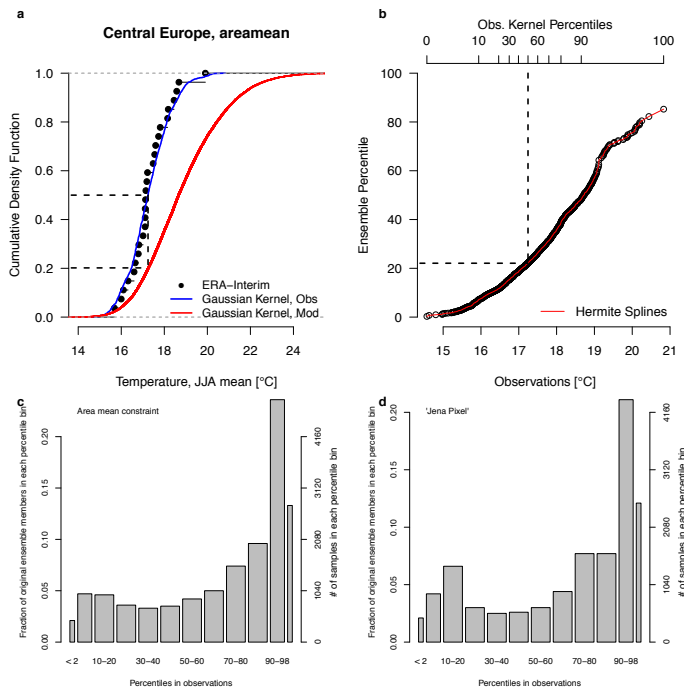 a
Central Europe, areamean
Cumulative Density Function
1.0
0.8
0.6
0.4
0.2
0.0
ERA−Interim
Gaussian Kernel, Obs
Gaussian Kernel, Mod
14 16 18 20 22 24
Temperature, JJA mean [°C]
b
Obs. Kernel Percentiles
0 10 30 60 90 100
Ensemble Percentile
100
80
60
40
20
0
Hermite Splines
15 16 17 18 19 20 21
Observations [°C]
c
Area mean constraint
Fraction of original ensemble members in each percentile bin
0.20
0.15
0.10
0.05
0.00
4160
3120
2080
1040
0
# of samples in each percentile bin
< 2 10−20 30−40 50−60 70−80 90−98
Percentiles in observations
d
'Jena Pixel'
Fraction of original ensemble members in each percentile bin
0.20
0.15
0.10
0.05
0.00
4160
3120
2080
1040
0
# of samples in each percentile bin
< 2 10−20 30−40 50−60 70−80 90−98
Percentiles in observations